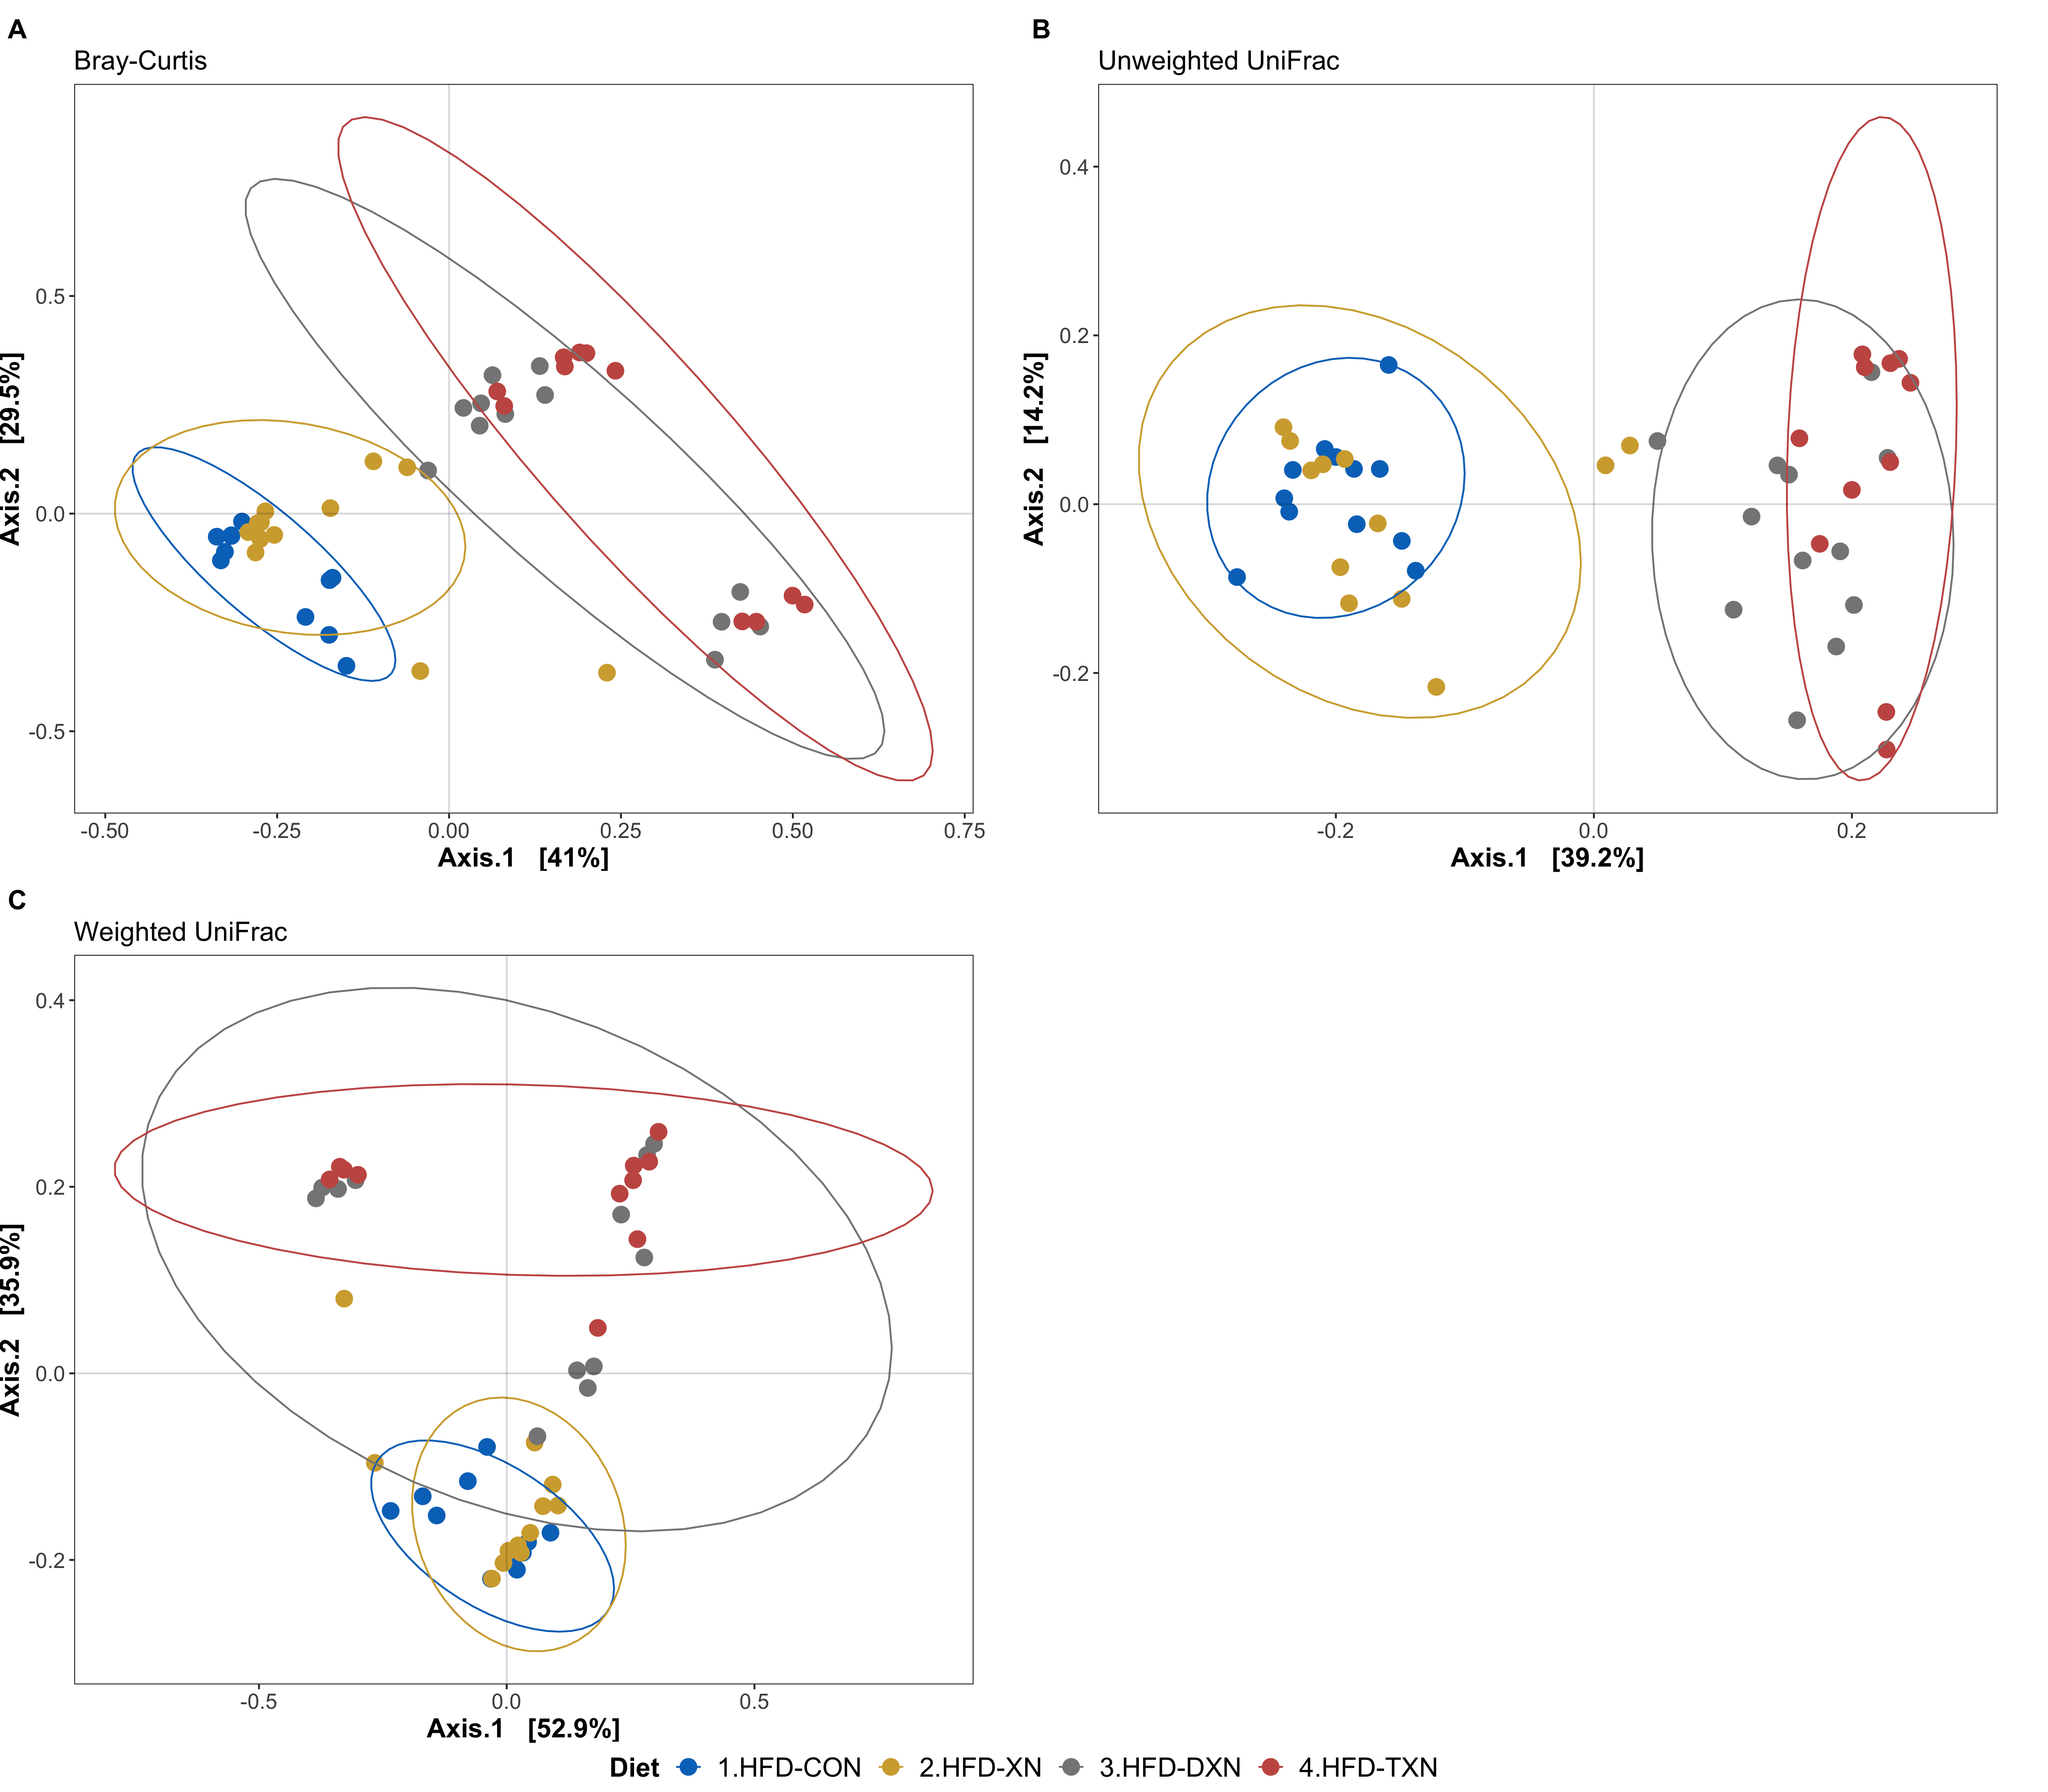 A
Bray-Curtis
Axis.2 [29.5%]
0.5
0.0
-0.5
-0.50 -0.25 0.00 0.25 0.50 0.75
Axis.1 [41%]
B
Unweighted UniFrac
Axis.2 [14.2%]
0.4
0.2
0.0
-0.2
-0.2 0.0 0.2
Axis.1 [39.2%]
C
Weighted UniFrac
Axis.2 [35.9%]
0.4
0.2
0.0
-0.2
-0.5 0.0 0.5
Axis.1 [52.9%]
Diet 1.HFD-CON 2.HFD-XN 3.HFD-DXN 4.HFD-TXN